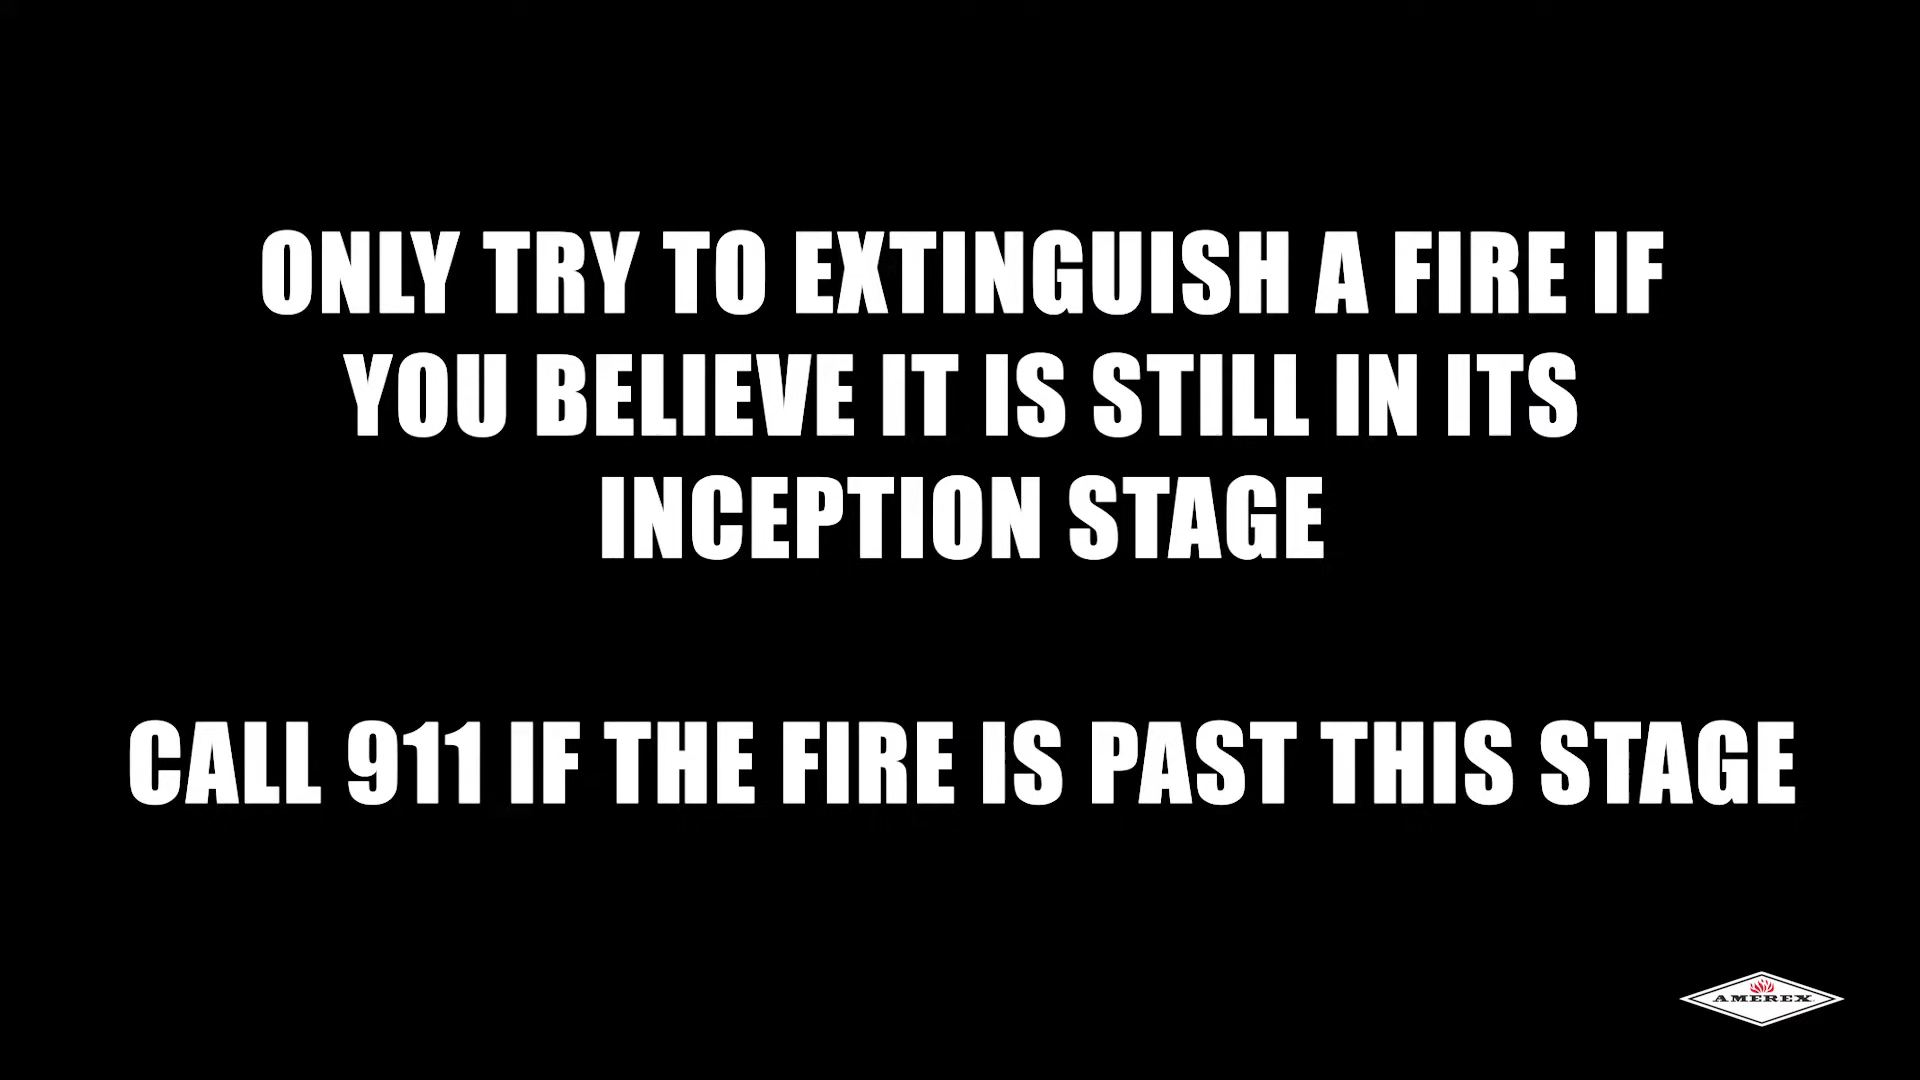 ONLY TRY TO EXTINGUISH A FIRE IF
YOU BELIEVE IT IS STILL IN ITS
INCEPTION STAGE
CALL 911 IF THE FIRE IS PAST THIS STAGE
AMEREX